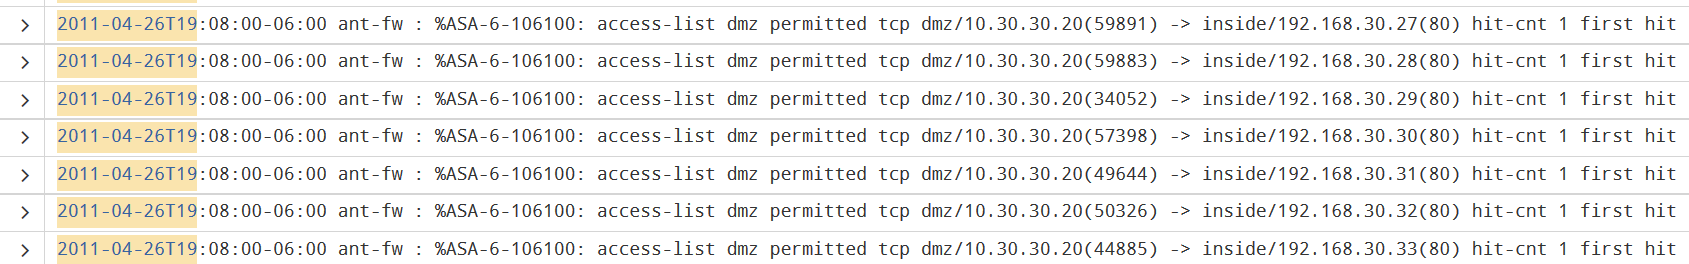 2011-04-26T19:08:00-06:00 ant-fw : %ASA-6-106100: access-list dmz permitted tcp dmz/10.30.30.20(59891) -> inside/192.168.30.27(80) hit-cnt 1 first hit
2011-04-26T19:08:00-06:00 ant-fw : %ASA-6-106100: access-list dmz permitted tcp dmz/10.30.30.20(59883) -> inside/192.168.30.28(80) hit-cnt 1 first hit
2011-04-26T19:08:00-06:00 ant-fw : %ASA-6-106100: access-list dmz permitted tcp dmz/10.30.30.20(34052) -> inside/192.168.30.29(80) hit-cnt 1 first hit
2011-04-26T19:08:00-06:00 ant-fw : %ASA-6-106100: access-list dmz permitted tcp dmz/10.30.30.20(57398) -> inside/192.168.30.30(80) hit-cnt 1 first hit
2011-04-26T19:08:00-06:00 ant-fw : %ASA-6-106100: access-list dmz permitted tcp dmz/10.30.30.20(49644) -> inside/192.168.30.31(80) hit-cnt 1 first hit
2011-04-26T19:08:00-06:00 ant-fw : %ASA-6-106100: access-list dmz permitted tcp dmz/10.30.30.20(50326) -> inside/192.168.30.32(80) hit-cnt 1 first hit
2011-04-26T19:08:00-06:00 ant-fw : %ASA-6-106100: access-list dmz permitted tcp dmz/10.30.30.20(44885) -> inside/192.168.30.33(80) hit-cnt 1 first hit